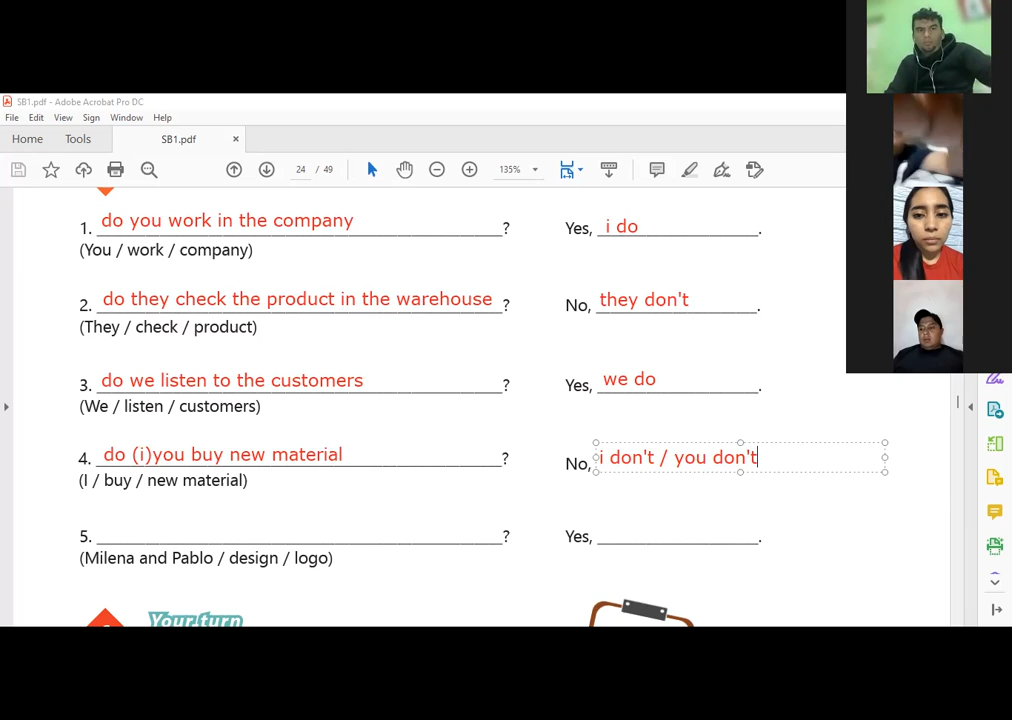 SB1.pdf - Adobe Acrobat Pro DC
File Edit View Sign Window Help
Home Tools SB1.pdf ×
24 / 49 135%
1. do you work in the company ? Yes, i do .
(You / work / company)
2. do they check the product in the warehouse ? No, they don't .
(They / check / product)
3. do we listen to the customers ? Yes, we do .
(We / listen / customers)
4. do (i)you buy new material ? No, i don't / you don't
(I / buy / new material)
5. ? Yes, .
(Milena and Pablo / design / logo)
Your turn